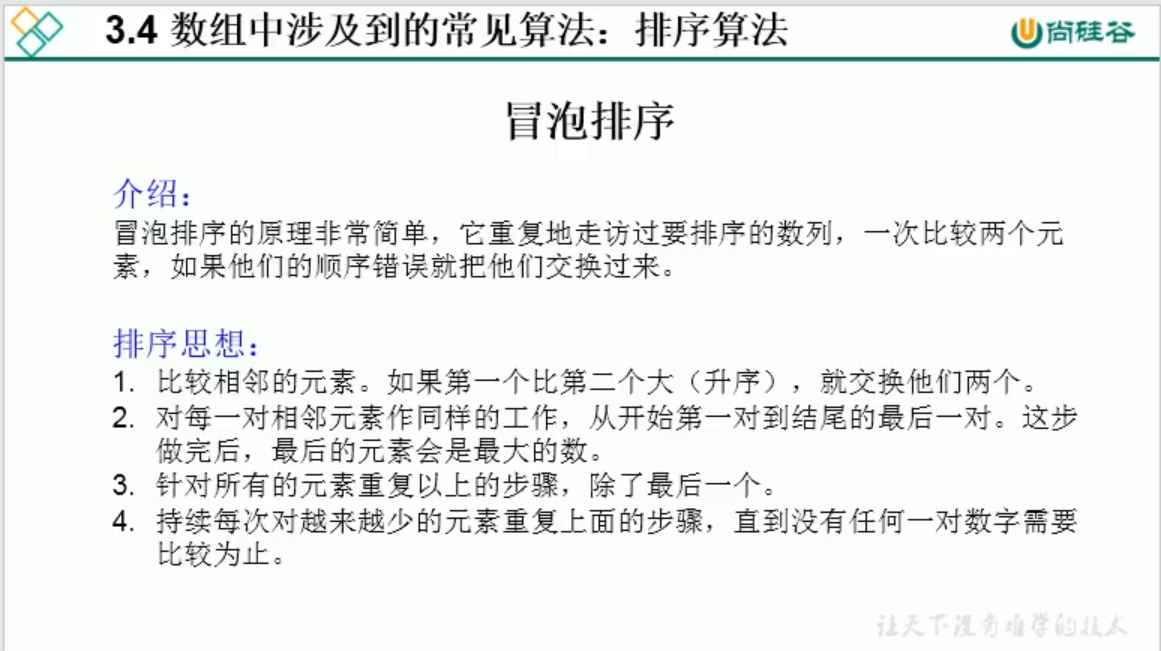 3.4 数组中涉及到的常见算法：排序算法
尚硅谷
冒泡排序
介绍：
冒泡排序的原理非常简单，它重复地走访过要排序的数列，一次比较两个元
素，如果他们的顺序错误就把他们交换过来。
排序思想：
1. 比较相邻的元素。如果第一个比第二个大（升序），就交换他们两个。
2. 对每一对相邻元素作同样的工作，从开始第一对到结尾的最后一对。这步
做完后，最后的元素会是最大的数。
3. 针对所有的元素重复以上的步骤，除了最后一个。
4. 持续每次对越来越少的元素重复上面的步骤，直到没有任何一对数字需要
比较为止。
让天下没有难学的技术